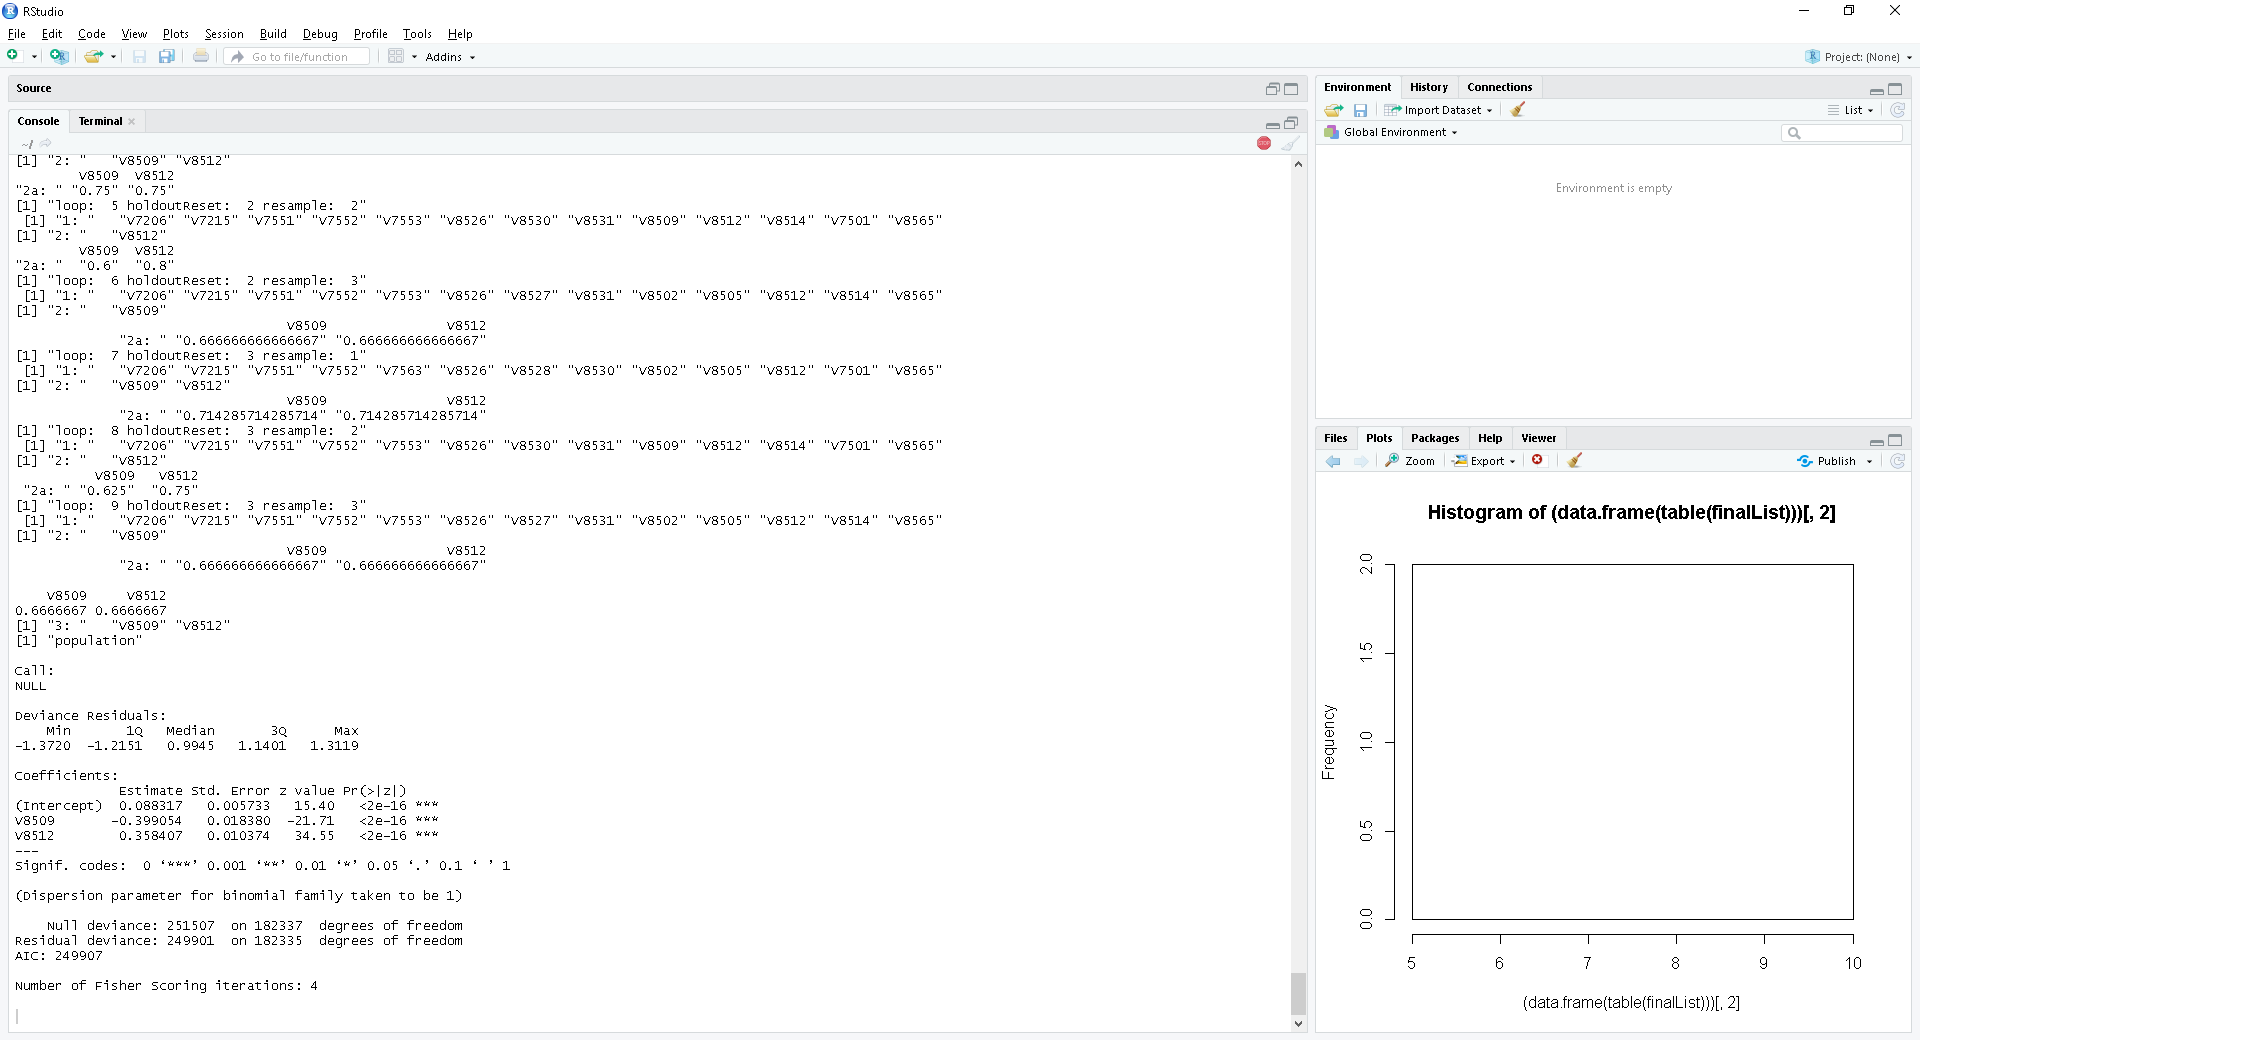 RStudio
File Edit Code View Plots Session Build Debug Profile Tools Help
Go to file/function Addins Project: (None)
Source
Console Terminal
~/
[1] "2: " "v8509" "v8512"
v8509 v8512
"2a: " "0.75" "0.75"
[1] "loop: 5 holdoutReset: 2 resample: 2"
[1] "1: " "v7206" "v7215" "v7551" "v7552" "v7553" "v8526" "v8530" "v8531" "v8509" "v8512" "v8514" "v7501" "v8565"
[1] "2: " "v8512"
v8509 v8512
"2a: " "0.6" "0.8"
[1] "loop: 6 holdoutReset: 2 resample: 3"
[1] "1: " "v7206" "v7215" "v7551" "v7552" "v7553" "v8526" "v8527" "v8531" "v8502" "v8505" "v8512" "v8514" "v8565"
[1] "2: " "v8509"
v8509 v8512
"2a: " "0.666666666666667" "0.666666666666667"
[1] "loop: 7 holdoutReset: 3 resample: 1"
[1] "1: " "v7206" "v7215" "v7551" "v7552" "v7563" "v8526" "v8528" "v8530" "v8502" "v8505" "v8512" "v7501" "v8565"
[1] "2: " "v8509" "v8512"
v8509 v8512
"2a: " "0.714285714285714" "0.714285714285714"
[1] "loop: 8 holdoutReset: 3 resample: 2"
[1] "1: " "v7206" "v7215" "v7551" "v7552" "v7553" "v8526" "v8530" "v8531" "v8509" "v8512" "v8514" "v7501" "v8565"
[1] "2: " "v8512"
v8509 v8512
"2a: " "0.625" "0.75"
[1] "loop: 9 holdoutReset: 3 resample: 3"
[1] "1: " "v7206" "v7215" "v7551" "v7552" "v7553" "v8526" "v8527" "v8531" "v8502" "v8505" "v8512" "v8514" "v8565"
[1] "2: " "v8509"
v8509 v8512
"2a: " "0.666666666666667" "0.666666666666667"
v8509 v8512
0.6666667 0.6666667
[1] "3: " "v8509" "v8512"
[1] "population"
Call:
NULL
Deviance Residuals:
Min 1Q Median 3Q Max
-1.3720 -1.2151 0.9945 1.1401 1.3119
Coefficients:
Estimate Std. Error z value Pr(>|z|)
(Intercept) 0.088317 0.005733 15.40 <2e-16 ***
v8509 -0.399054 0.018380 -21.71 <2e-16 ***
v8512 0.358407 0.010374 34.55 <2e-16 ***
---
Signif. codes: 0 ‘***’ 0.001 ‘**’ 0.01 ‘*’ 0.05 ‘.’ 0.1 ‘ ’ 1
(Dispersion parameter for binomial family taken to be 1)
Null deviance: 251507 on 182337 degrees of freedom
Residual deviance: 249901 on 182335 degrees of freedom
AIC: 249907
Number of Fisher Scoring iterations: 4
Environment History Connections
Import Dataset List
Global Environment
Environment is empty
Files Plots Packages Help Viewer
Zoom Export Publish
Histogram of (data.frame(table(finalList)))[, 2]
Frequency
2.0
1.5
1.0
0.5
0.0
5 6 7 8 9 10
(data.frame(table(finalList)))[, 2]